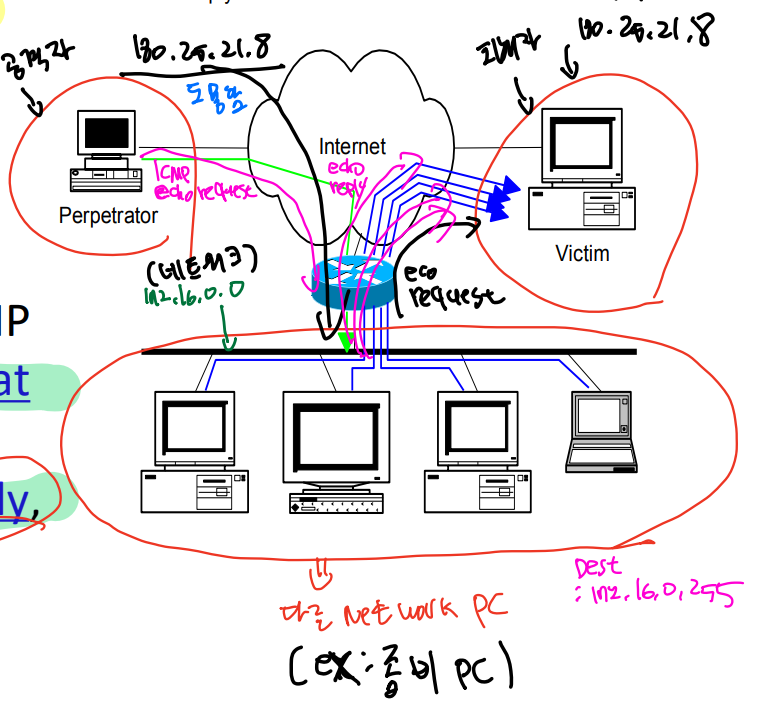 공격자
130.25.21.8
도용함
피해자
130.25.21.8
Internet
ICMP
echo request
echo
reply
Perpetrator
Victim
(네트워크)
172.16.0.0
eco
request
IP
at
ly,
Dest
: 172.16.0.255
다른 Network PC
(ex: 좀비 PC)